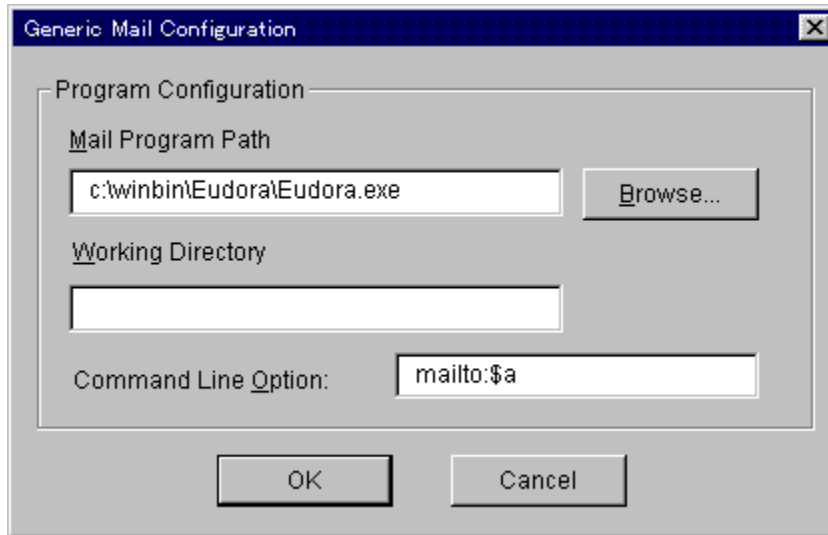 Generic Mail Configuration
Program Configuration
Mail Program Path
c:\winbin\Eudora\Eudora.exe
Browse...
Working Directory
Command Line Option:
mailto:$a
OK
Cancel